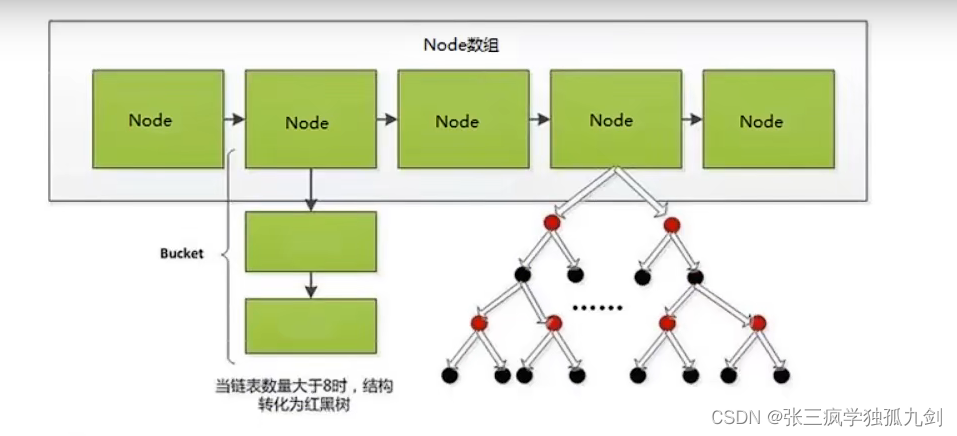 Node数组
Node
Node
Node
Node
Node
Bucket
......
当链表数量大于8时，结构
转化为红黑树
CSDN @张三疯学独孤九剑